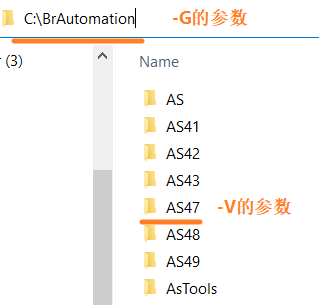 C:\BrAutomation -G的参数
r (3)
Name
AS
AS41
AS42
AS43
AS47 -V的参数
AS48
AS49
AsTools